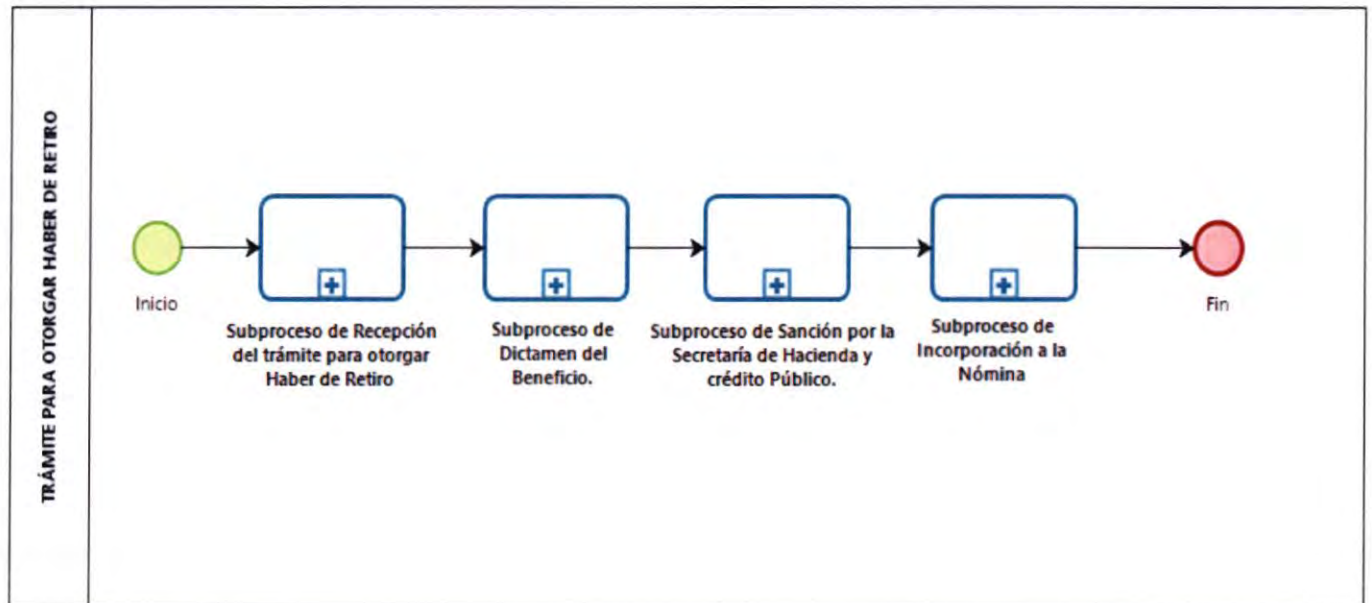 TRÁMITE PARA OTORGAR HABER DE RETIRO
Inicio
Subproceso de Recepción
del trámite para otorgar
Haber de Retiro
Subproceso de
Dictamen del
Beneficio.
Subproceso de Sanción por la
Secretaría de Hacienda y
crédito Público.
Subproceso de
Incorporación a la
Nómina
Fin